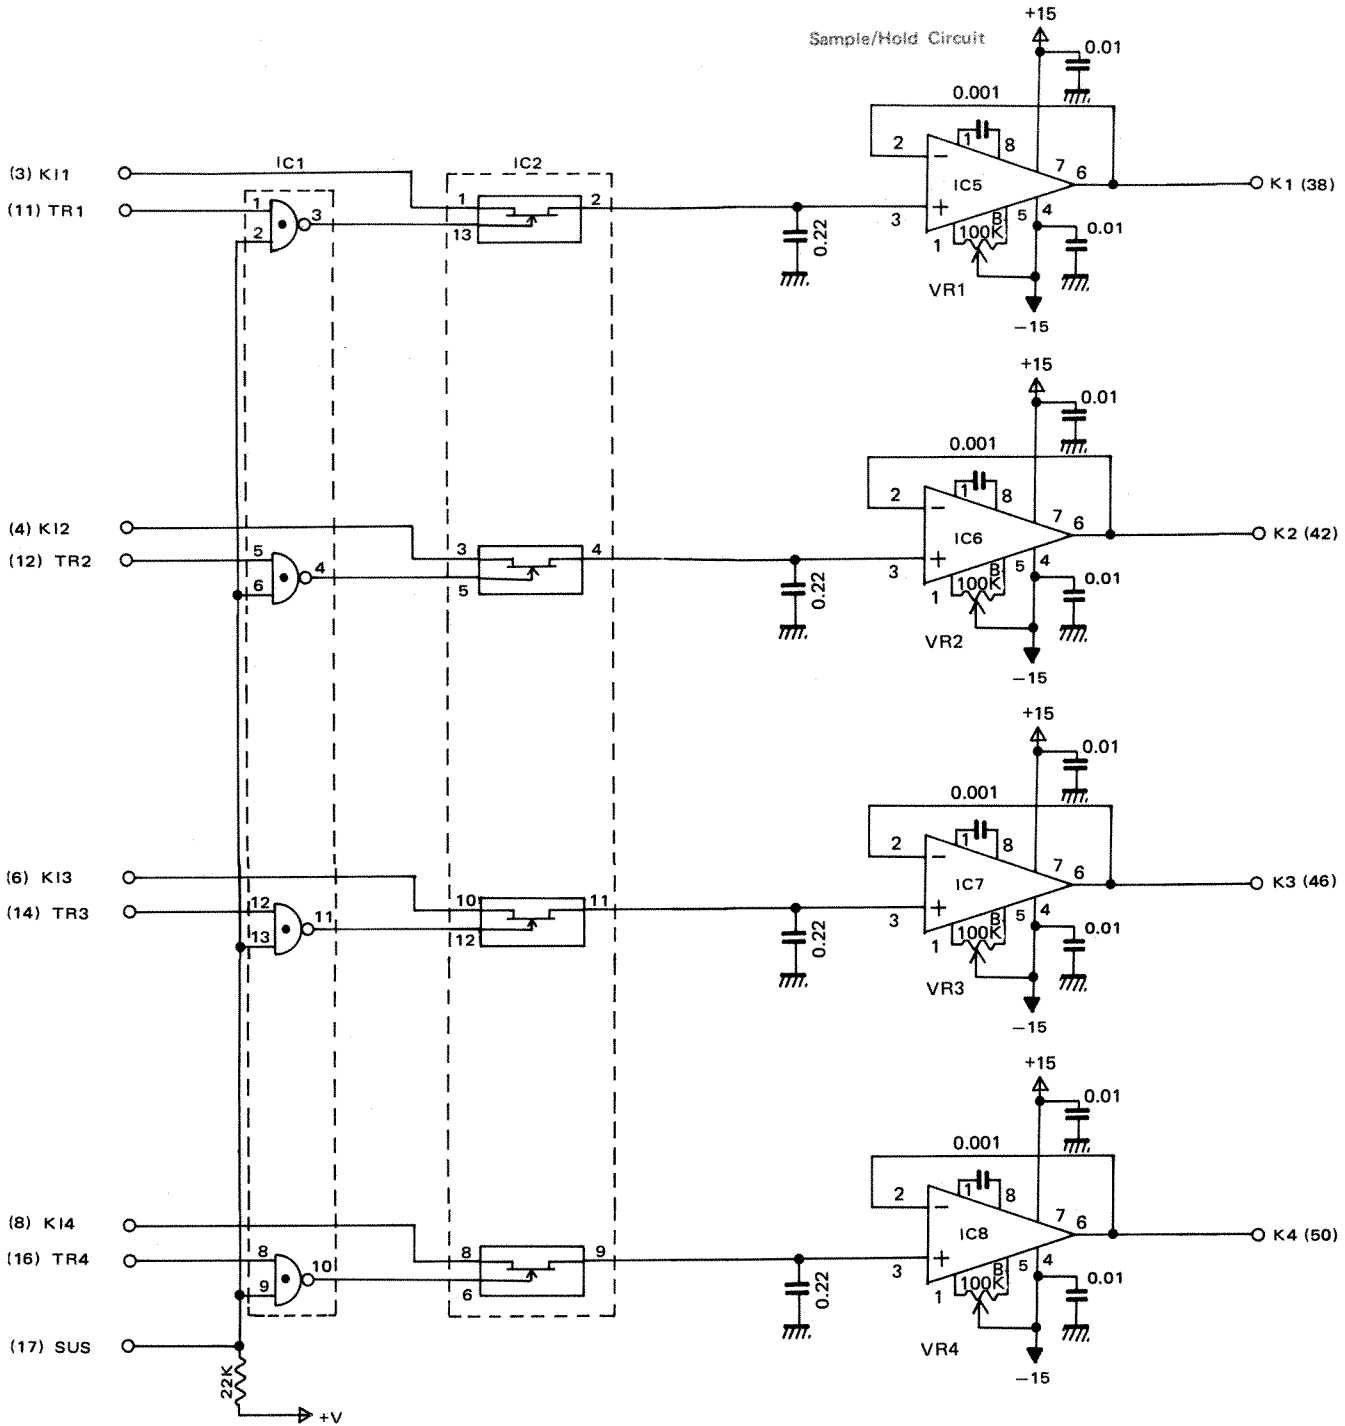 Sample/Hold Circuit
+15
0.01
0.001
2
1
8
7
6
IC5
K1 (38)
(3) KI1
IC1
IC2
(11) TR1
1
2
3
1
2
13
0.22
3
1
B
100K
5
4
0.01
VR1
−15
+15
0.01
0.001
2
1
8
7
6
IC6
K2 (42)
(4) KI2
(12) TR2
5
6
4
3
4
5
0.22
3
1
B
100K
5
4
0.01
VR2
−15
+15
0.01
0.001
2
1
8
7
6
IC7
K3 (46)
(6) KI3
(14) TR3
12
13
11
10
11
12
0.22
3
1
B
100K
5
4
0.01
VR3
−15
+15
0.01
0.001
2
1
8
7
6
IC8
K4 (50)
(8) KI4
(16) TR4
8
9
10
8
9
6
0.22
3
1
B
100K
5
4
0.01
VR4
−15
(17) SUS
22K
+V